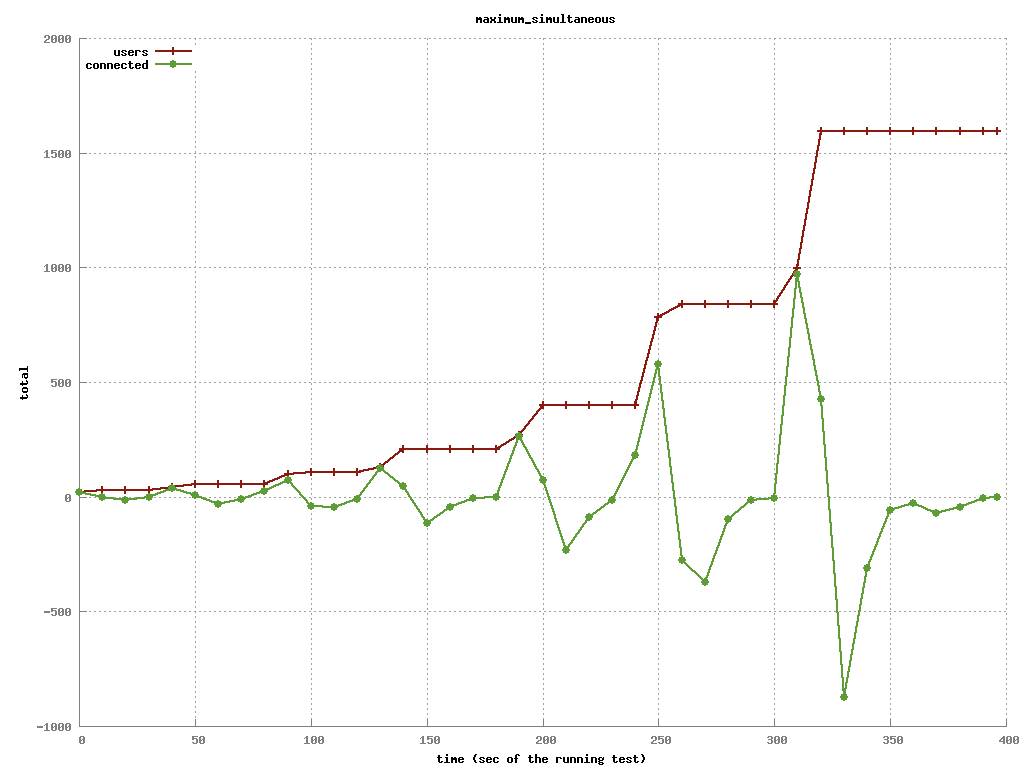 maximum_simultaneous
users
connected
2000
1500
1000
500
0
-500
-1000
total
0 50 100 150 200 250 300 350 400
time (sec of the running test)